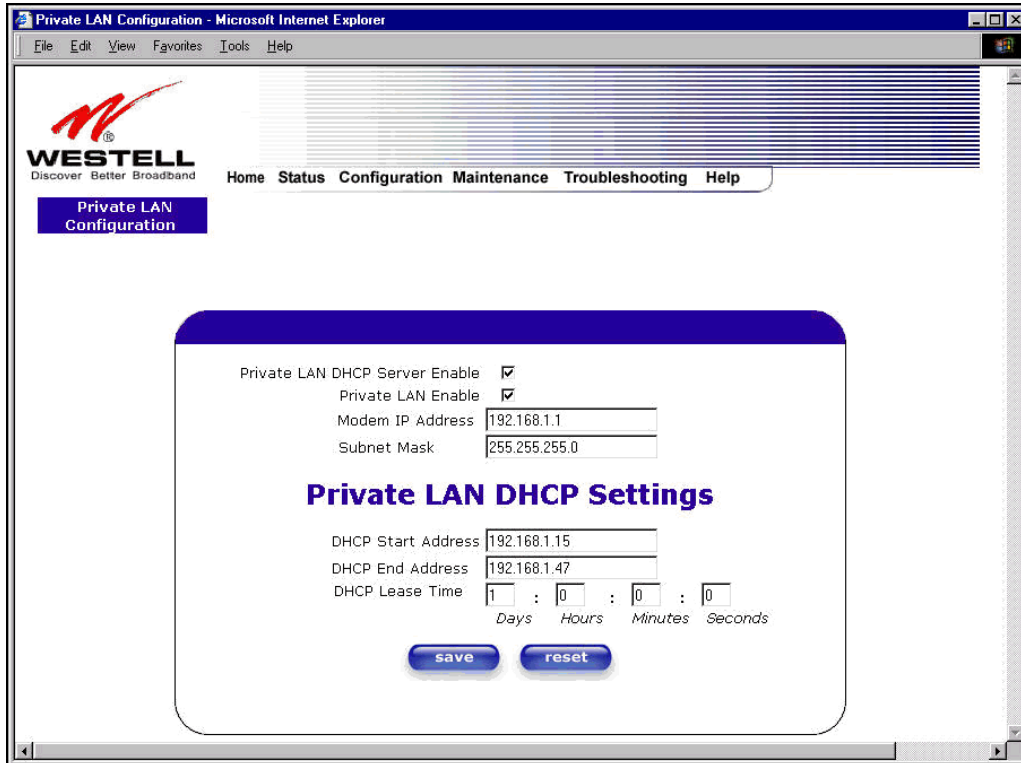 Private LAN Configuration - Microsoft Internet Explorer
File Edit View Favorites Tools Help
®
WESTELL
Discover Better Broadband
Home Status Configuration Maintenance Troubleshooting Help
Private LAN
Configuration
Private LAN DHCP Server Enable
Private LAN Enable
Modem IP Address 192.168.1.1
Subnet Mask 255.255.255.0
Private LAN DHCP Settings
DHCP Start Address 192.168.1.15
DHCP End Address 192.168.1.47
DHCP Lease Time 1 : 0 : 0 : 0
Days Hours Minutes Seconds
save reset